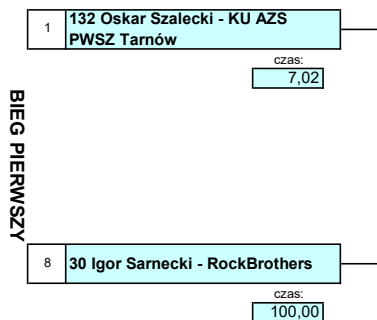 1
132 Oskar Szalecki - KU AZS
PWSZ Tarnów
czas:
7,02
BIEG PIERWSZY
8
30 Igor Sarnecki - RockBrothers
czas:
100,00